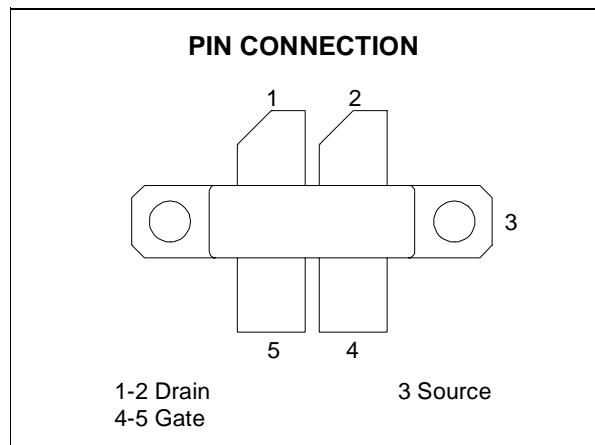 PIN CONNECTION
1 2
3
5 4
1-2 Drain 3 Source
4-5 Gate